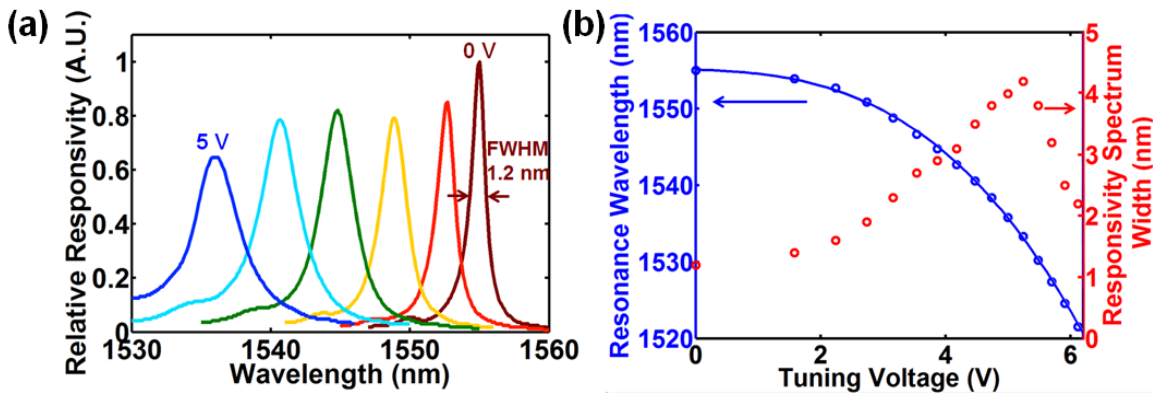 (a)
Relative Responsivity (A.U.)
1
0.8
0.6
0.4
0.2
0
0 V
5 V
FWHM
1.2 nm
1530
1540
1550
1560
Wavelength (nm)
(b)
Resonance Wavelength (nm)
1560
1550
1540
1530
1520
0
2
4
6
Tuning Voltage (V)
5
4
3
2
1
0
Responsivity Spectrum
Width (nm)